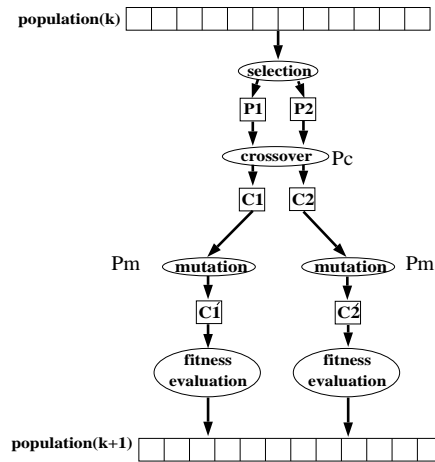 population(k)
selection
P1 P2
crossover Pc
C1 C2
Pm mutation mutation Pm
C1́ C2́
fitness evaluation fitness evaluation
population(k+1)